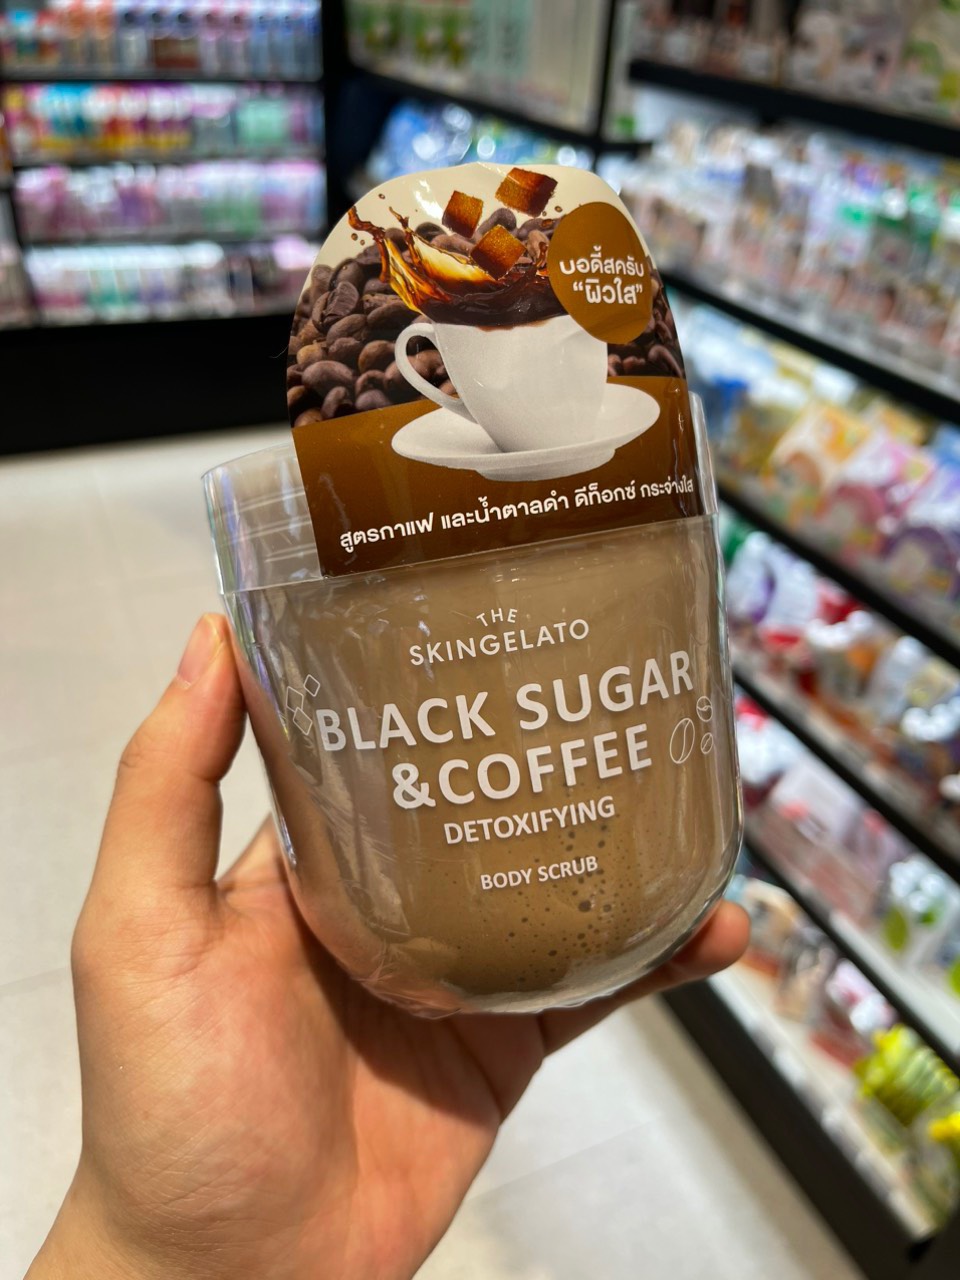 บอดี้สครับ
“ผิวใส”
สูตรกาแฟ และน้ำตาลดำ ดีท็อกซ์ กระจ่างใส
THE
SKINGELATO
BLACK SUGAR
&COFFEE
DETOXIFYING
BODY SCRUB